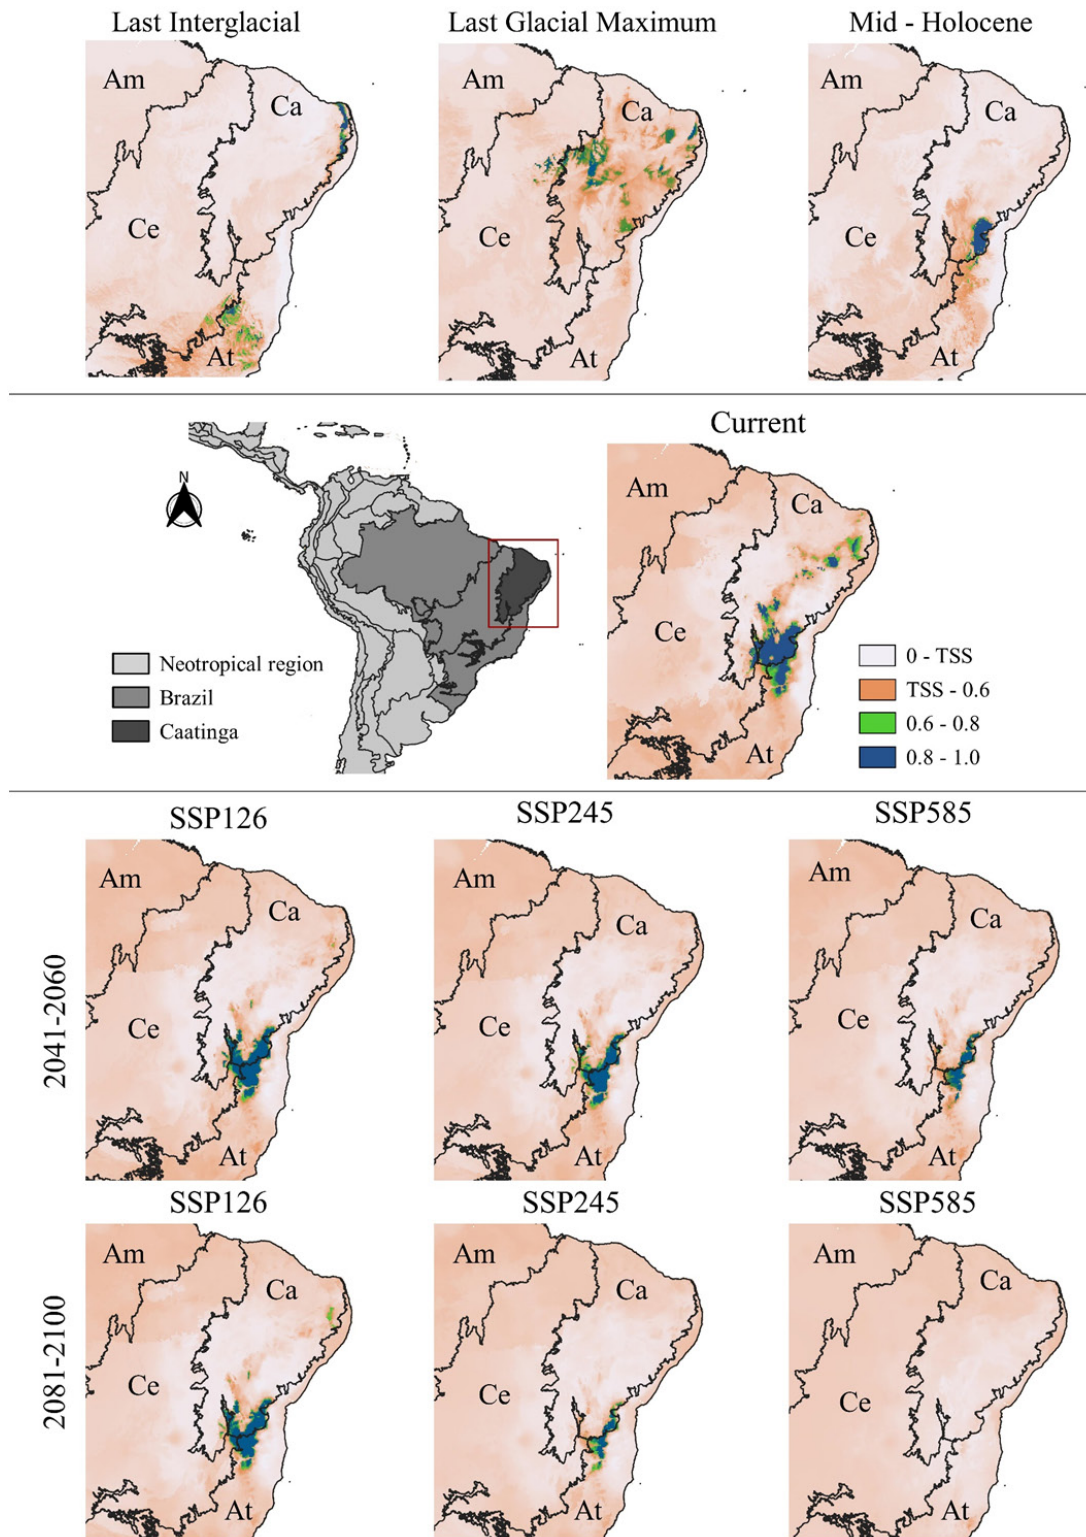 Last Interglacial
Last Glacial Maximum
Mid - Holocene
Am
Ca
Ce
At
Am
Ca
Ce
At
Am
Ca
Ce
At
N
Neotropical region
Brazil
Caatinga
Current
Am
Ca
Ce
At
0 - TSS
TSS - 0.6
0.6 - 0.8
0.8 - 1.0
SSP126
SSP245
SSP585
2041-2060
Am
Ca
Ce
At
Am
Ca
Ce
At
Am
Ca
Ce
At
SSP126
SSP245
SSP585
2081-2100
Am
Ca
Ce
At
Am
Ca
Ce
At
Am
Ca
Ce
At